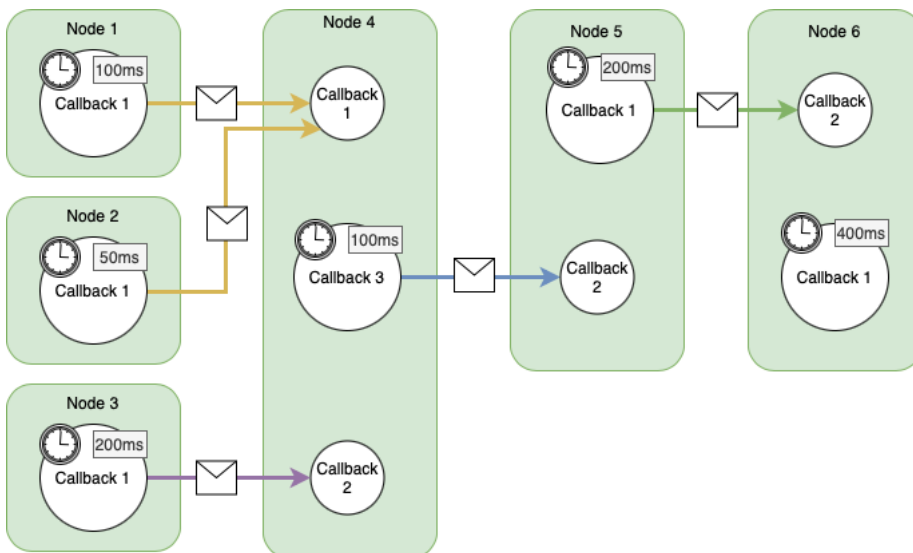 Node 1
100ms
Callback 1
Node 2
50ms
Callback 1
Node 3
200ms
Callback 1
Node 4
Callback
1
100ms
Callback 3
Callback
2
Node 5
200ms
Callback 1
Callback
2
Node 6
Callback
2
400ms
Callback 1